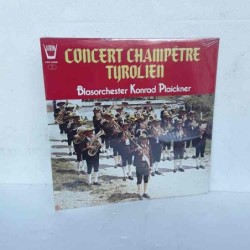 CONCERT CHAMPÊTRE
TYROLIEN
Blasorchester Konrad Plaickner